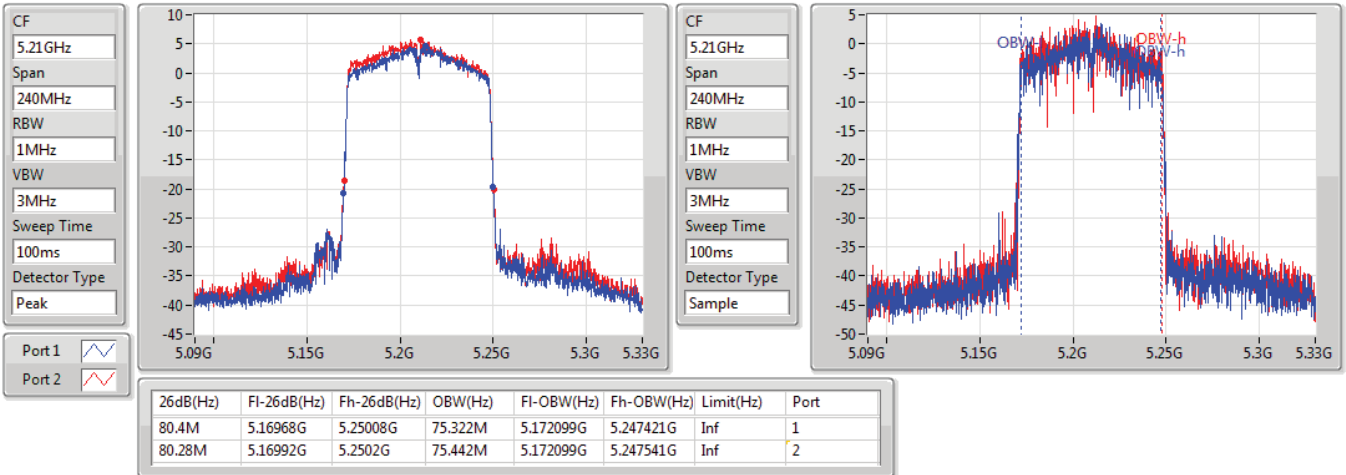 CF
5.21GHz
Span
240MHz
RBW
1MHz
VBW
3MHz
Sweep Time
100ms
Detector Type
Peak
Port 1
Port 2
10
5
0
-5
-10
-15
-20
-25
-30
-35
-40
-45
5.09G 5.15G 5.2G 5.25G 5.3G 5.33G
CF
5.21GHz
Span
240MHz
RBW
1MHz
VBW
3MHz
Sweep Time
100ms
Detector Type
Sample
5
0
-5
-10
-15
-20
-25
-30
-35
-40
-45
-50
OBW-h
OBW-h
5.09G 5.15G 5.2G 5.25G 5.3G 5.33G
26dB(Hz) Fl-26dB(Hz) Fh-26dB(Hz) OBW(Hz) Fl-OBW(Hz) Fh-OBW(Hz) Limit(Hz) Port
80.4M 5.16968G 5.25008G 75.322M 5.172099G 5.247421G Inf 1
80.28M 5.16992G 5.2502G 75.442M 5.172099G 5.247541G Inf 2